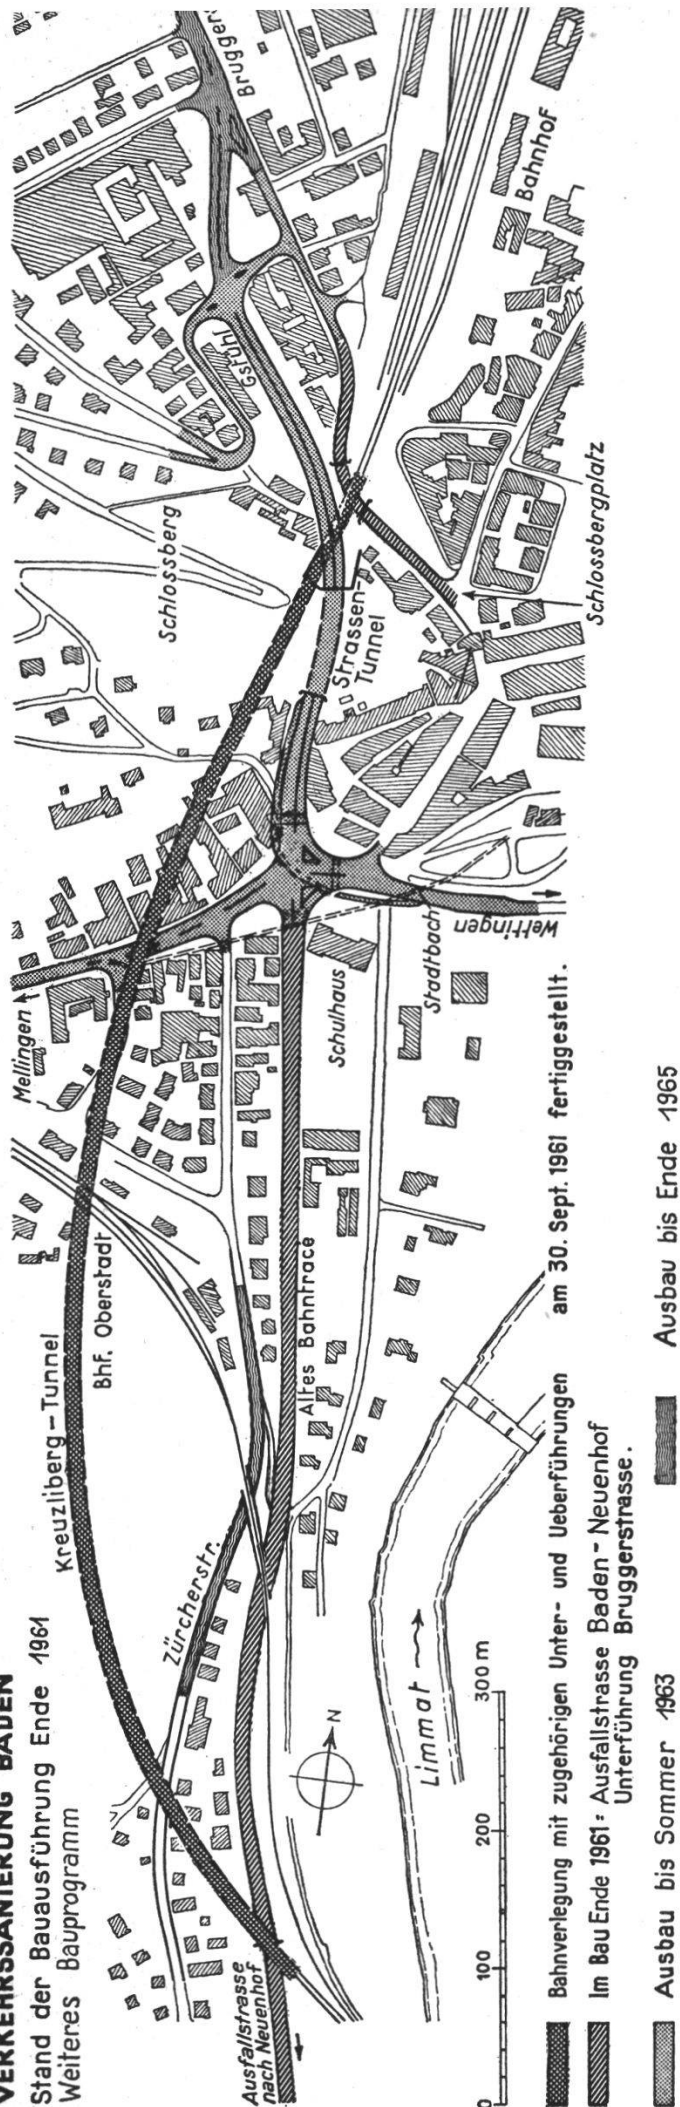 VERKEHRSSANIERUNG BADEN
Stand der Bauausführung Ende 1961
Weiteres Bauprogramm
Kreuzliberg-Tunnel
Bhf. Oberstadt
Mellingen
Schlossberg
Gstühl
Brugger
Zürcherstr.
Altes Bahntrace
Schulhaus
Stadtbach
Wettingen
Strassen-
Tunnel
Schlossbergplatz
Bahnhof
Ausfallstrasse
nach Neuenhof
N
Limmat
0 100 200 300 m
Bahnverlegung mit zugehörigen Unter- und Ueberführungen am 30. Sept. 1961 fertiggestellt.
Im Bau Ende 1961: Ausfallstrasse Baden-Neuenhof
Unterführung Bruggerstrasse.
Ausbau bis Sommer 1963
Ausbau bis Ende 1965